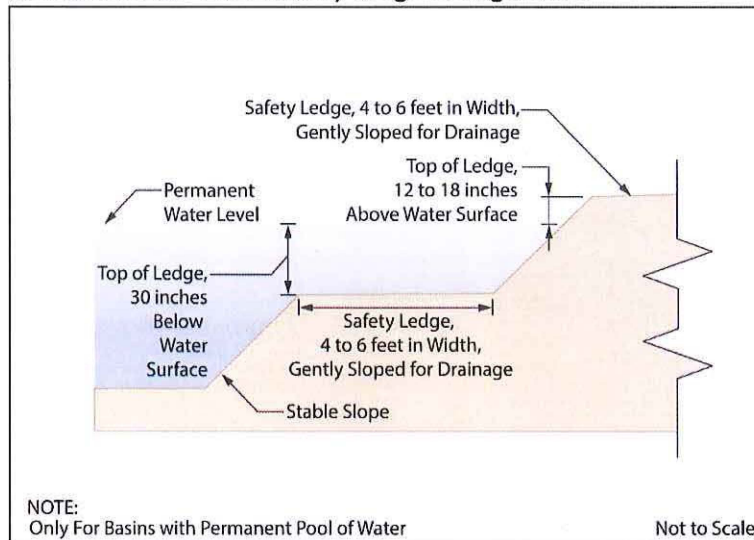 Safety Ledge, 4 to 6 feet in Width,
Gently Sloped for Drainage
Top of Ledge,
12 to 18 inches
Above Water Surface
Permanent
Water Level
Top of Ledge,
30 inches
Below
Water
Surface
Safety Ledge,
4 to 6 feet in Width,
Gently Sloped for Drainage
Stable Slope
NOTE:
Only For Basins with Permanent Pool of Water
Not to Scale